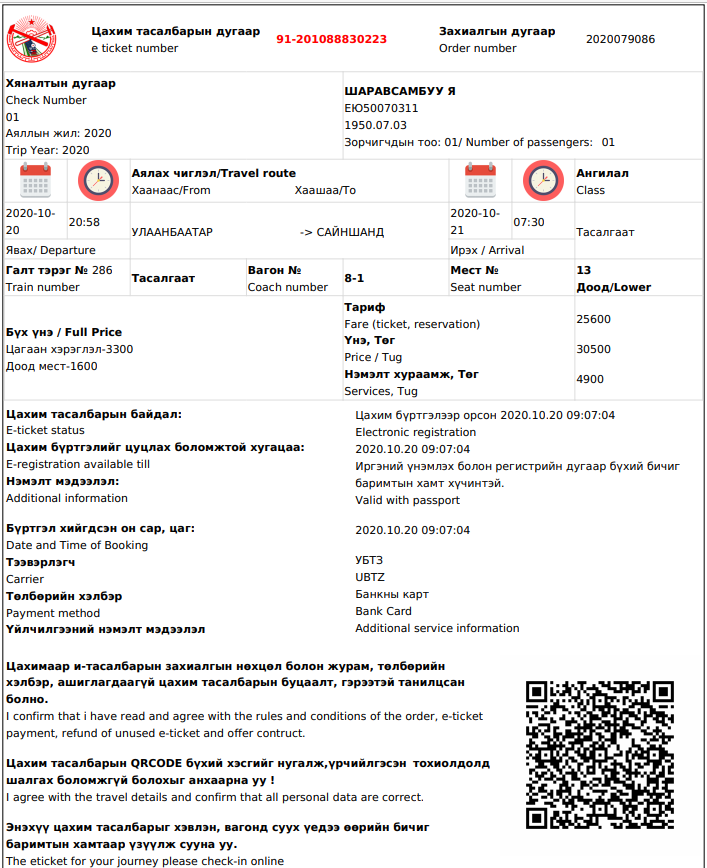 Цахим тасалбарын дугаар
e ticket number
91-201088830223
Захиалгын дугаар
Order number
2020079086
Хяналтын дугаар
Check Number
01
Аяллын жил: 2020
Trip Year: 2020
ШАРАВСАМБУУ Я
ЕЮ50070311
1950.07.03
Зорчигчдын тоо: 01/ Number of passengers: 01
Аялах чиглэл/Travel route
Хаанаас/From Хаашаа/To
Ангилал
Class
2020-10-
20
20:58
УЛААНБААТАР -> САЙНШАНД
2020-10-
21
07:30
Тасалгаат
Явах/ Departure
Ирэх / Arrival
Галт тэрэг № 286
Train number
Тасалгаат
Вагон №
Coach number
8-1
Мест №
Seat number
13
Доод/Lower
Бүх үнэ / Full Price
Цагаан хэрэглэл-3300
Доод мест-1600
Тариф
Fare (ticket, reservation)
25600
Үнэ, Төг
Price / Tug
30500
Нэмэлт хураамж, Төг
Services, Tug
4900
Цахим тасалбарын байдал:
E-ticket status
Цахим бүртгэлээр орсон 2020.10.20 09:07:04
Electronic registration
Цахим бүртгэлийг цуцлах боломжтой хугацаа:
E-registration available till
2020.10.20 09:07:04
Нэмэлт мэдээлэл:
Additional information
Иргэний үнэмлэх болон регистрийн дугаар бүхий бичиг
баримтын хамт хүчинтэй.
Valid with passport
Бүртгэл хийгдсэн он сар, цаг:
Date and Time of Booking
2020.10.20 09:07:04
Тээвэрлэгч
Carrier
УБТЗ
UBTZ
Төлбөрийн хэлбэр
Payment method
Банкны карт
Bank Card
Үйлчилгээний нэмэлт мэдээлэл
Additional service information
Цахимаар и-тасалбарын захиалгын нөхцөл болон журам, төлбөрийн
хэлбэр, ашиглагдаагүй цахим тасалбарын буцаалт, гэрээтэй танилцсан
болно.
I confirm that i have read and agree with the rules and conditions of the order, e-ticket
payment, refund of unused e-ticket and offer contruct.
Цахим тасалбарын QRCODE бүхий хэсгийг нугалж,үрчийлгэсэн тохиолдолд
шалгах боломжгүй болохыг анхаарна уу !
I agree with the travel details and confirm that all personal data are correct.
Энэхүү цахим тасалбарыг хэвлэн, вагонд суух үедээ өөрийн бичиг
баримтын хамтаар үзүүлж сууна уу.
The eticket for your journey please check-in online